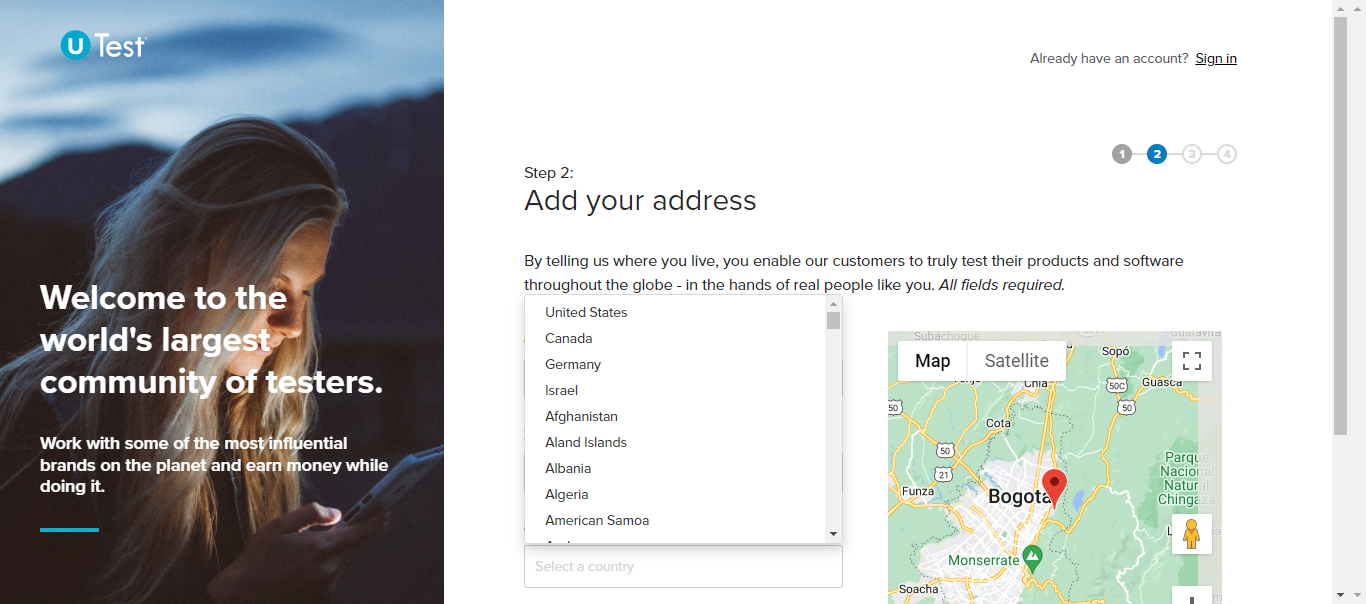 U Test
Already have an account? Sign in
1 2 3 4
Step 2:
Add your address
By telling us where you live, you enable our customers to truly test their products and software
throughout the globe - in the hands of real people like you. All fields required.
Welcome to the
world's largest
community of testers.
Work with some of the most influential
brands on the planet and earn money while
doing it.
United States
Canada
Germany
Israel
Afghanistan
Aland Islands
Albania
Algeria
American Samoa
Select a country
Subachoque
Guatavita
Map
Satellite
Sopó
Chía
50C
Guasca
50
50
Cota
50
21
Parque
Nacional
Natural
Chingaza
Funza
Bogotá
Monserrate
Soacha